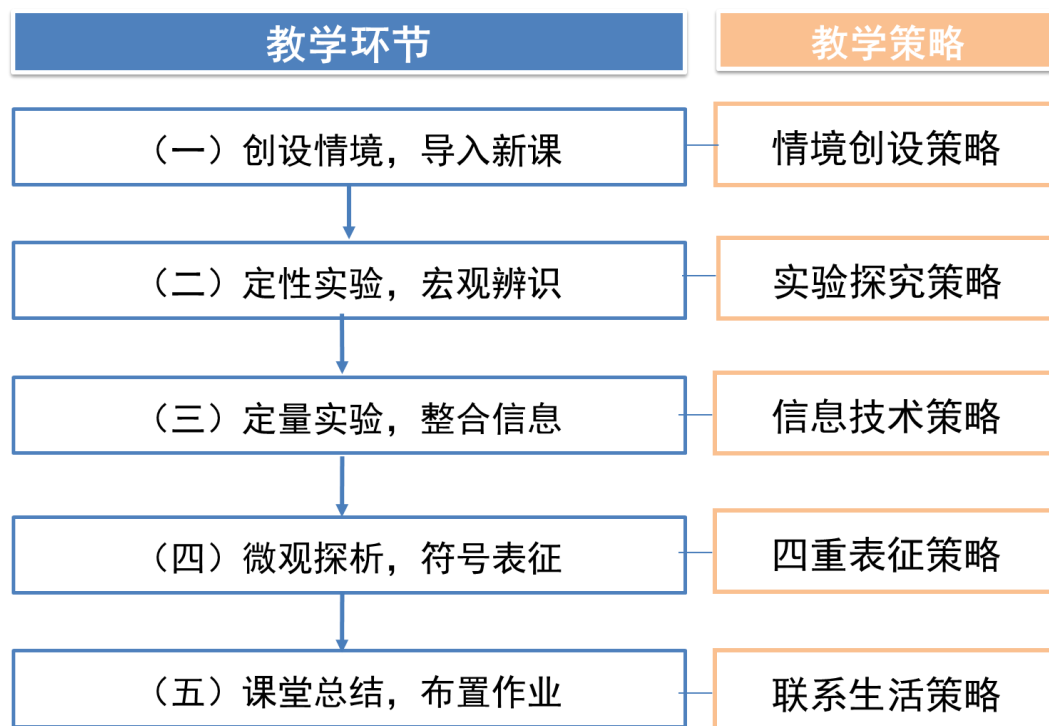 教学环节
教学策略
（一）创设情境，导入新课
情境创设策略
（二）定性实验，宏观辨识
实验探究策略
（三）定量实验，整合信息
信息技术策略
（四）微观探析，符号表征
四重表征策略
（五）课堂总结，布置作业
联系生活策略